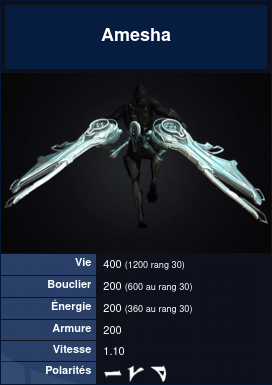 Amesha
Vie 400 (1200 rang 30)
Bouclier 200 (600 au rang 30)
Énergie 200 (360 au rang 30)
Armure 200
Vitesse 1.10
Polarités